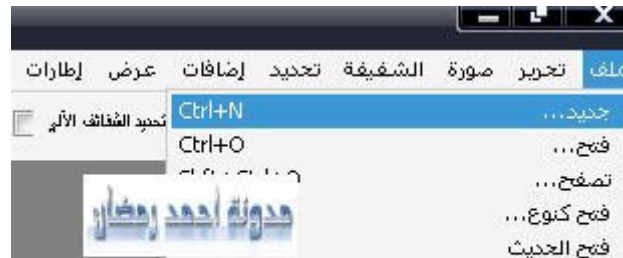 ملف تحرير صورة الشفيفة تحديد إضافات عرض إطارات
تحديد الشفائف الألي
جديد... Ctrl+N
فتح... Ctrl+O
تصفح...
فتح كنوع...
فتح الحديث
مدونة احمد رمضان